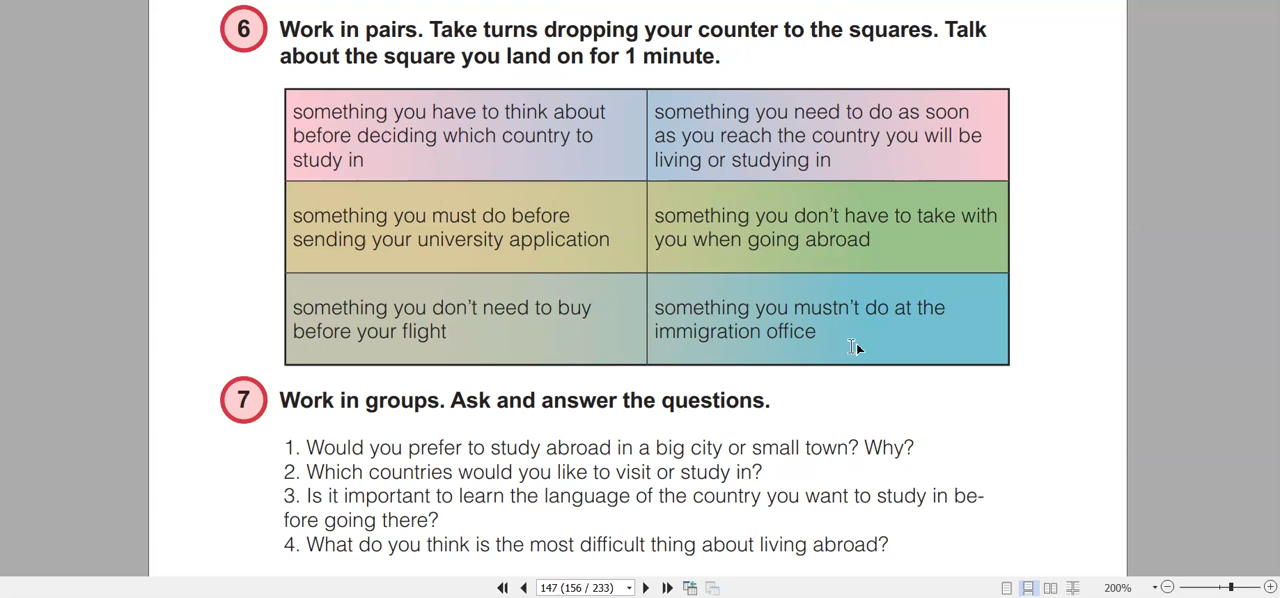 6 Work in pairs. Take turns dropping your counter to the squares. Talk
about the square you land on for 1 minute.
something you have to think about
before deciding which country to
study in
something you need to do as soon
as you reach the country you will be
living or studying in
something you must do before
sending your university application
something you don't have to take with
you when going abroad
something you don't need to buy
before your flight
something you mustn't do at the
immigration office
7 Work in groups. Ask and answer the questions.
1. Would you prefer to study abroad in a big city or small town? Why?
2. Which countries would you like to visit or study in?
3. Is it important to learn the language of the country you want to study in be-
fore going there?
4. What do you think is the most difficult thing about living abroad?
147 (156 / 233)
200%